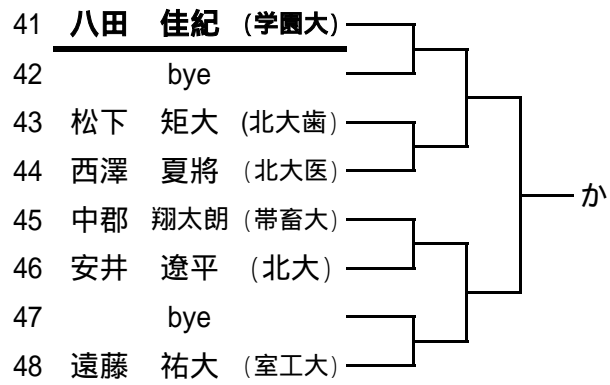 41 八田 佳紀 (学園大)
42 bye
43 松下 矩大 (北大歯)
44 西澤 夏將 (北大医)
か
45 中郡 翔太朗 (帯畜大)
46 安井 遼平 (北大)
47 bye
48 遠藤 祐大 (室工大)